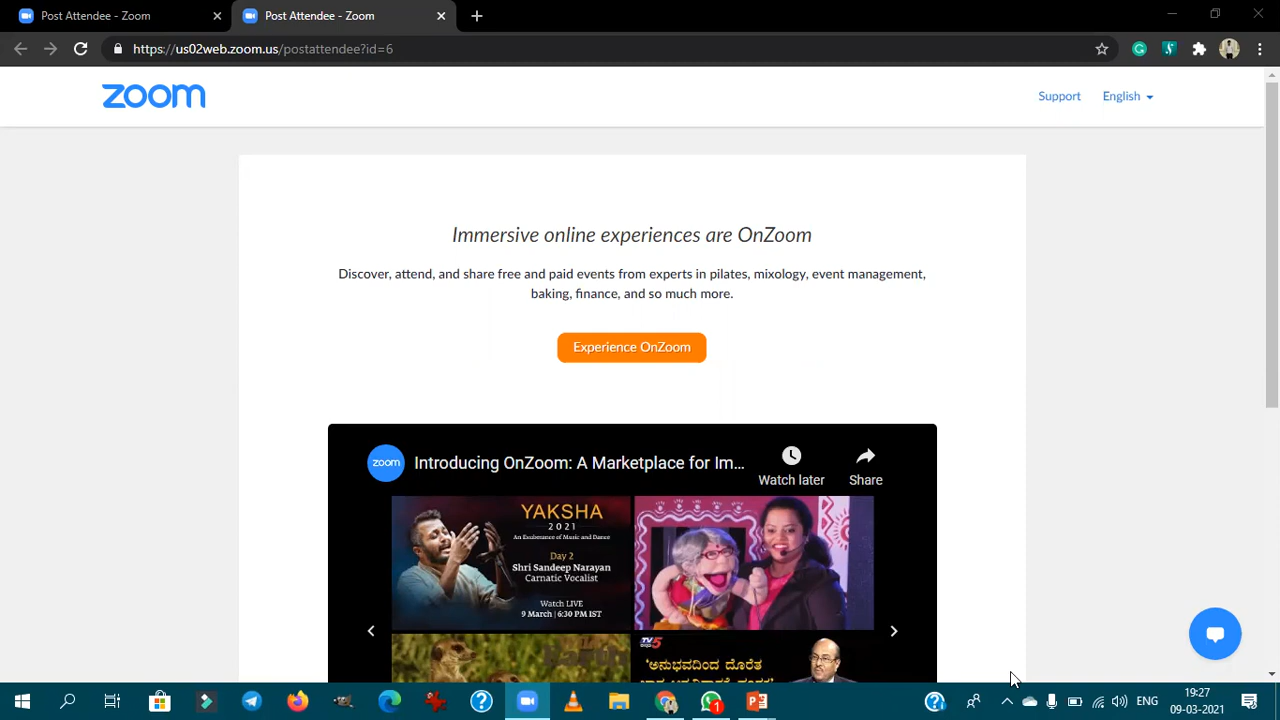 Post Attendee - Zoom
Post Attendee - Zoom
https://us02web.zoom.us/postattendee?id=6
zoom
Support
English
Immersive online experiences are OnZoom
Discover, attend, and share free and paid events from experts in pilates, mixology, event management,
baking, finance, and so much more.
Experience OnZoom
zoom
Introducing OnZoom: A Marketplace for Im...
Watch later
Share
YAKSHA
2021
An Exuberance of Music and Dance
Day 2
Shri Sandeep Narayan
Carnatic Vocalist
Watch LIVE
9 March | 6:30 PM IST
TV5
'ಅನುಭವದಿಂದ ದೊರೆತ
1
ENG
19:27
09-03-2021